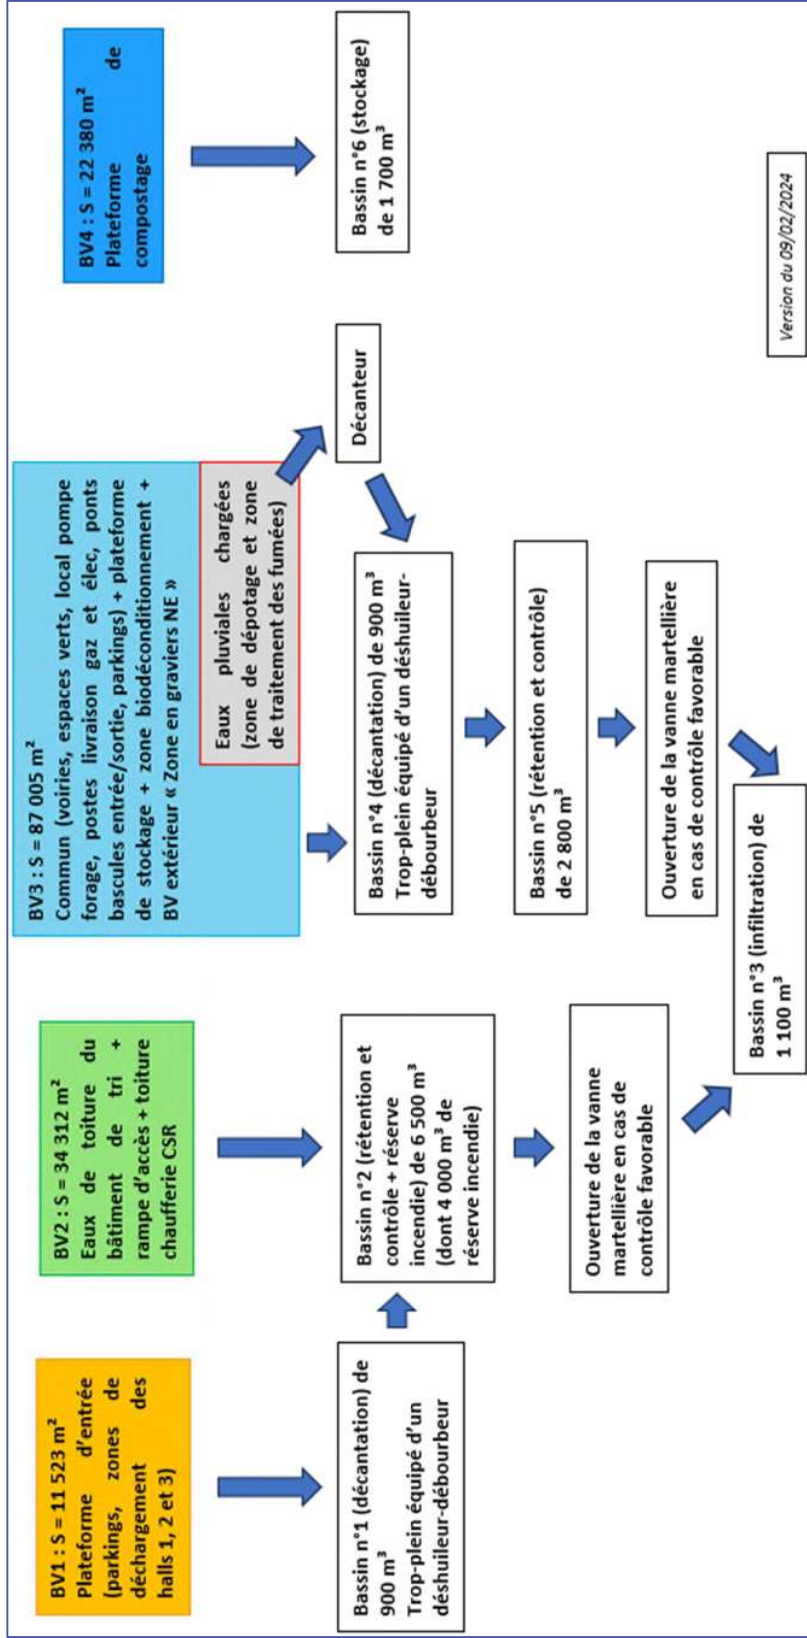 BV1 : S = 11 523 m²
Plateforme d'entrée
(parkings, zones de
déchargement des
halls 1, 2 et 3)
BV2 : S = 34 312 m²
Eaux de toiture du
bâtiment de tri +
rampe d'accès + toiture
chaufferie CSR
BV3 : S = 87 005 m²
Commun (voiries, espaces verts, local pompe
forage, postes livraison gaz et élec, ponts
bascules entrée/sortie, parkings) + plateforme
de stockage + zone biodéconditionnement +
BV extérieur « Zone en graviers NE »
Eaux pluviales chargées
(zone de dépotage et zone
de traitement des fumées)
BV4 : S = 22 380 m²
Plateforme de
compostage
Bassin n°1 (décantation) de
900 m³
Trop-plein équipé d'un
déshuileur-débourbeur
Bassin n°2 (rétention et
contrôle + réserve
incendie) de 6 500 m³
(dont 4 000 m³ de
réserve incendie)
Bassin n°4 (décantation) de 900 m³
Trop-plein équipé d'un déshuileur-
débourbeur
Décanteur
Bassin n°6 (stockage)
de 1 700 m³
Bassin n°5 (rétention et contrôle)
de 2 800 m³
Ouverture de la vanne
martellière en cas de
contrôle favorable
Ouverture de la vanne martellière
en cas de contrôle favorable
Bassin n°3 (infiltration) de
1 100 m³
Version du 09/02/2024